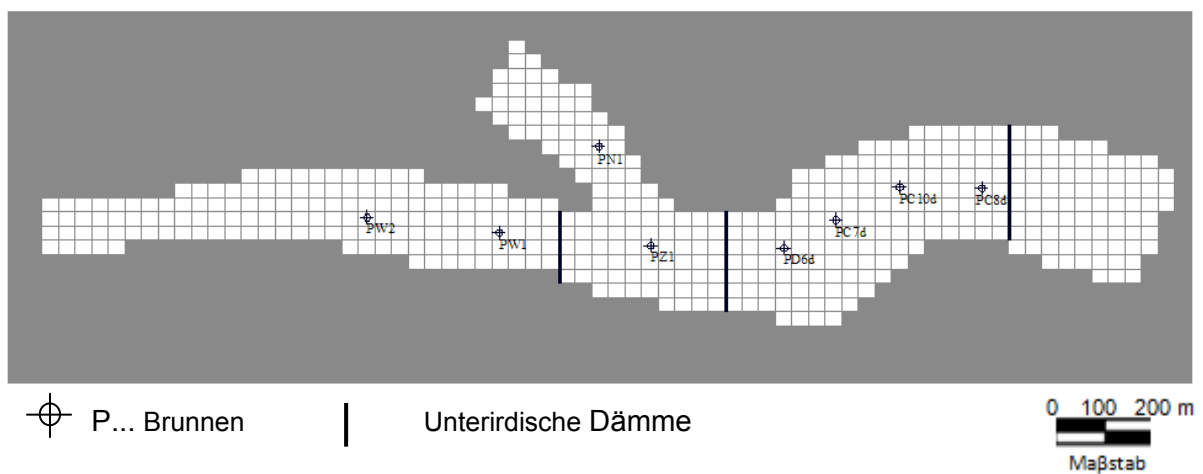 PN1
PW2
PW1
PZ1
PD6d
PC7d
PC10d
PC8d
P... Brunnen
Unterirdische Dämme
0 100 200 m
Maβstab